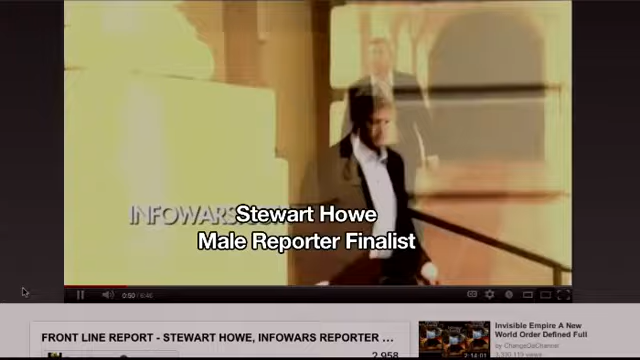 INFOWARS
Stewart Howe
Male Reporter Finalist
0:50 / 6:46
FRONT LINE REPORT - STEWART HOWE, INFOWARS REPORTER ...
2,958
Invisible Empire A New
World Order Defined Full
by ChangeDaChannel
2:14:01
views